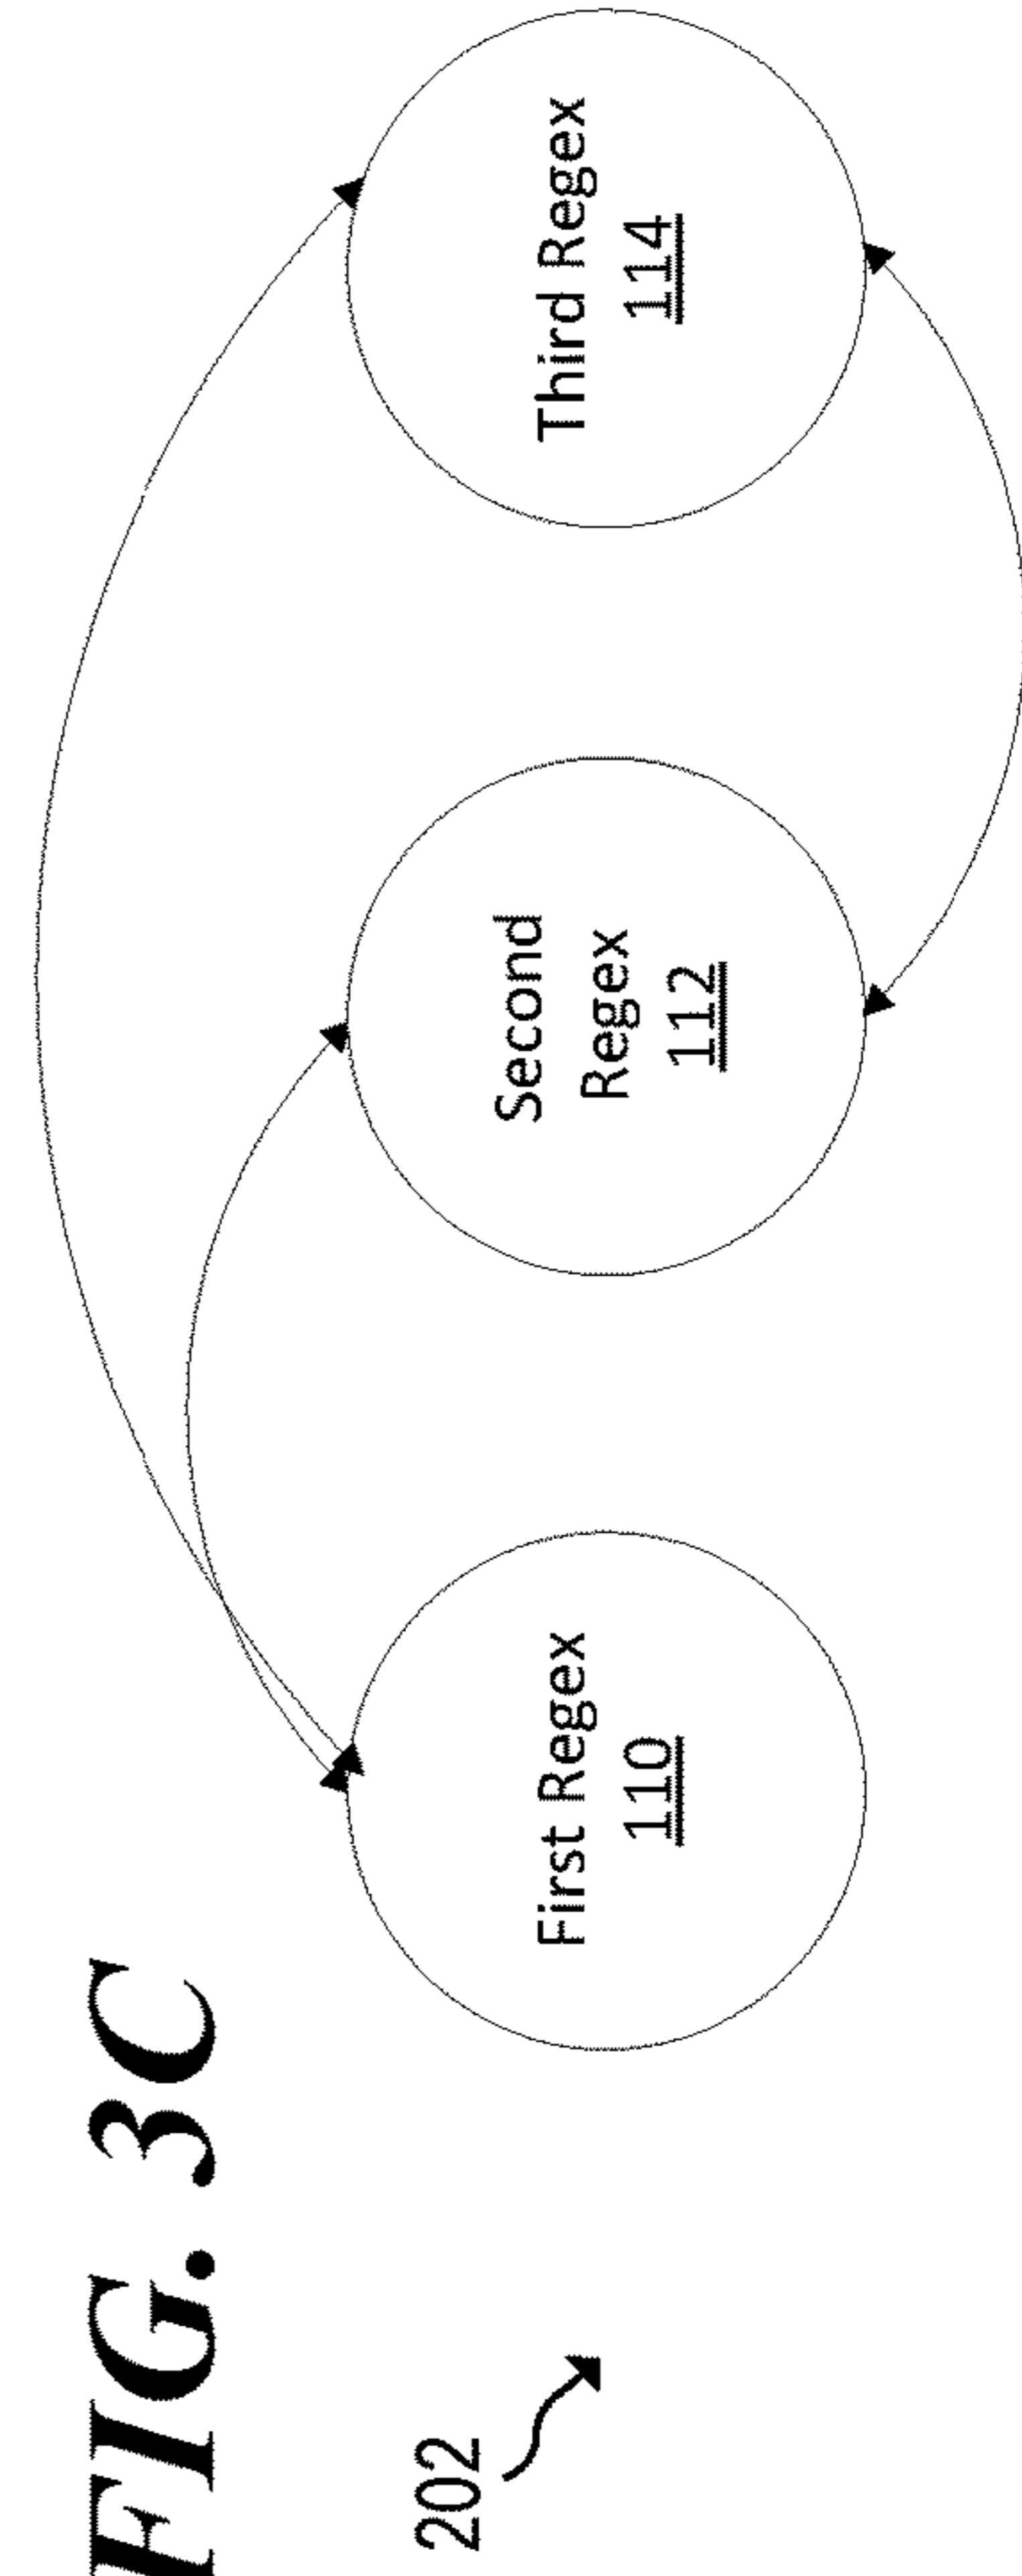 FIG. 3C
202
First Regex
110
Second
Regex
112
Third Regex
114